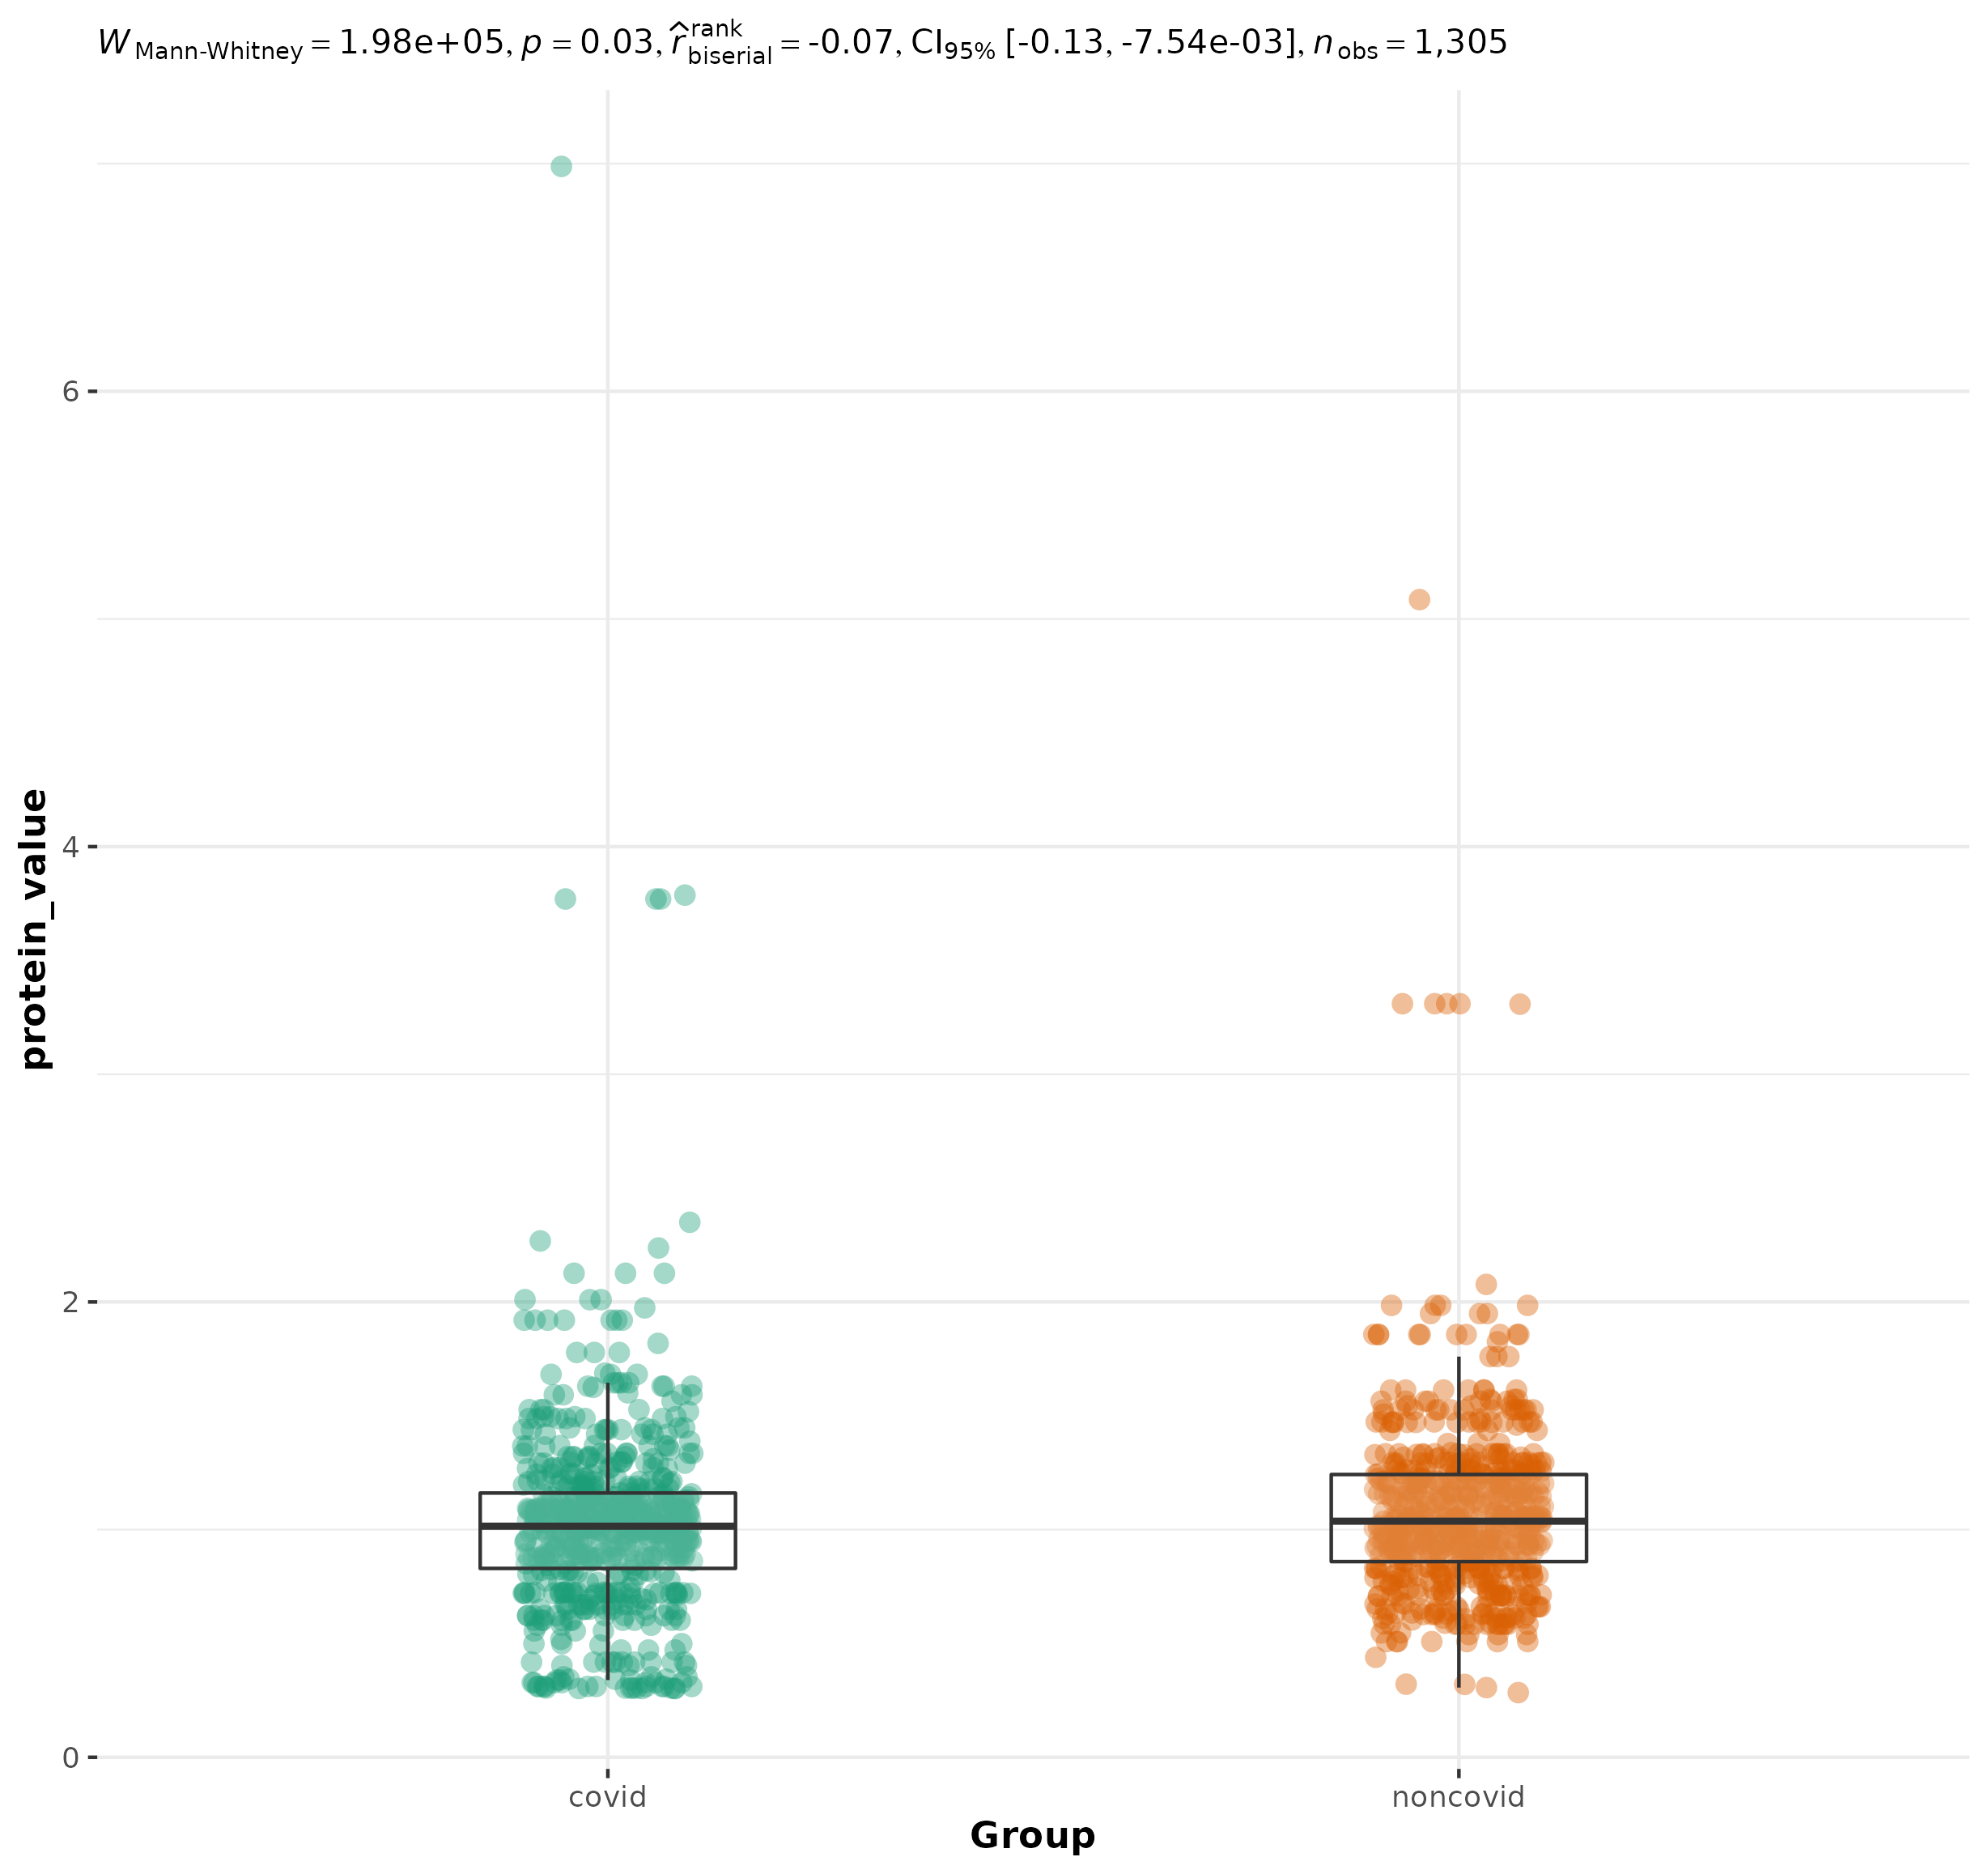 W Mann-Whitney = 1.98e+05, p = 0.03, r̂ rank biserial = -0.07, CI95% [-0.13, -7.54e-03], n obs = 1,305
6
4
2
0
protein_value
covid noncovid
Group